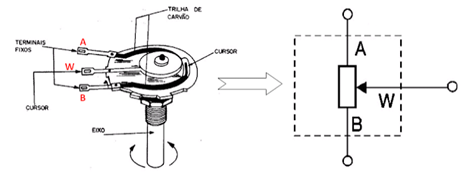 TRILHA DE
CARVÃO
TERMINAIS
FIXOS
A
CURSOR
W
CURSOR
B
EIXO
A
W
B